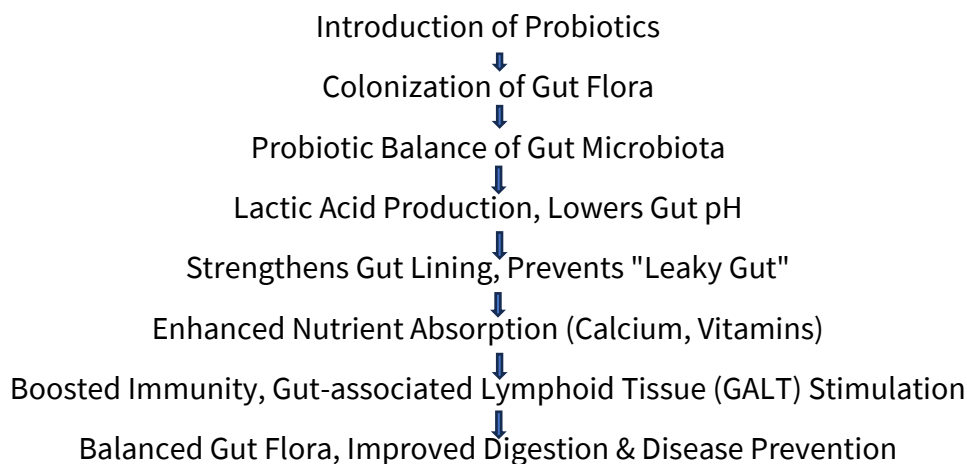 Introduction of Probiotics
Colonization of Gut Flora
Probiotic Balance of Gut Microbiota
Lactic Acid Production, Lowers Gut pH
Strengthens Gut Lining, Prevents "Leaky Gut"
Enhanced Nutrient Absorption (Calcium, Vitamins)
Boosted Immunity, Gut-associated Lymphoid Tissue (GALT) Stimulation
Balanced Gut Flora, Improved Digestion & Disease Prevention